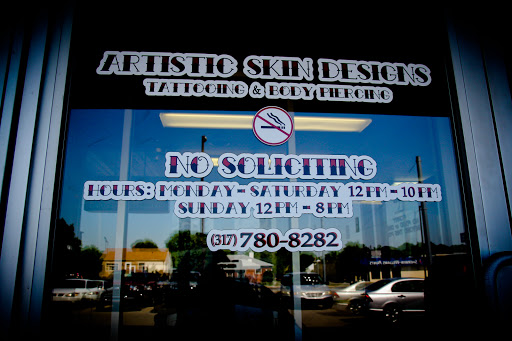 ARTISTIC SKIN DESIGNS
TATTOOING & BODY PIERCING
NO SOLICITING
HOURS: MONDAY - SATURDAY 12 PM - 10 PM
SUNDAY 12 PM - 8 PM
(317) 780-8282